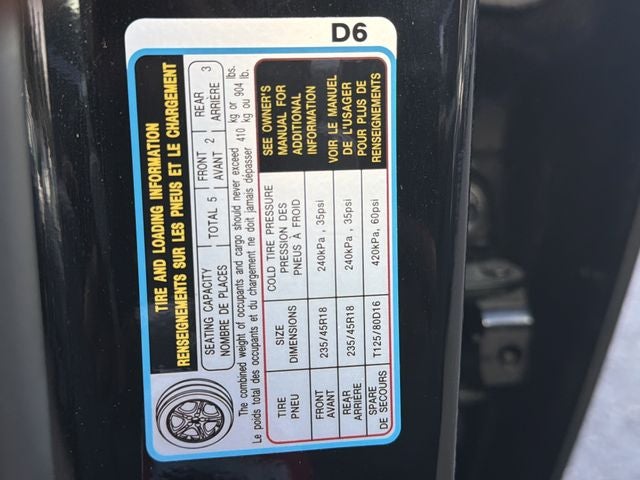 D6
TIRE AND LOADING INFORMATION
RENSEIGNEMENTS SUR LES PNEUS ET LE CHARGEMENT
SEATING CAPACITY
NOMBRE DE PLACES
TOTAL 5
FRONT
AVANT 2
REAR
ARRIÈRE 3
The combined weight of occupants and cargo should never exceed 410 kg or lbs.
Le poids total des occupants et du chargement ne doit jamais dépasser 410 kg ou 904 lb.
TIRE
PNEU
SIZE
DIMENSIONS
COLD TIRE PRESSURE
PRESSION DES
PNEUS À FROID
FRONT
AVANT
235/45R18
240kPa, 35psi
REAR
ARRIÈRE
235/45R18
240kPa, 35psi
SPARE
DE SECOURS
T125/80D16
420kPa, 60psi
SEE OWNER'S
MANUAL FOR
ADDITIONAL
INFORMATION
VOIR LE MANUEL
DE L'USAGER
POUR PLUS DE
RENSEIGNEMENTS